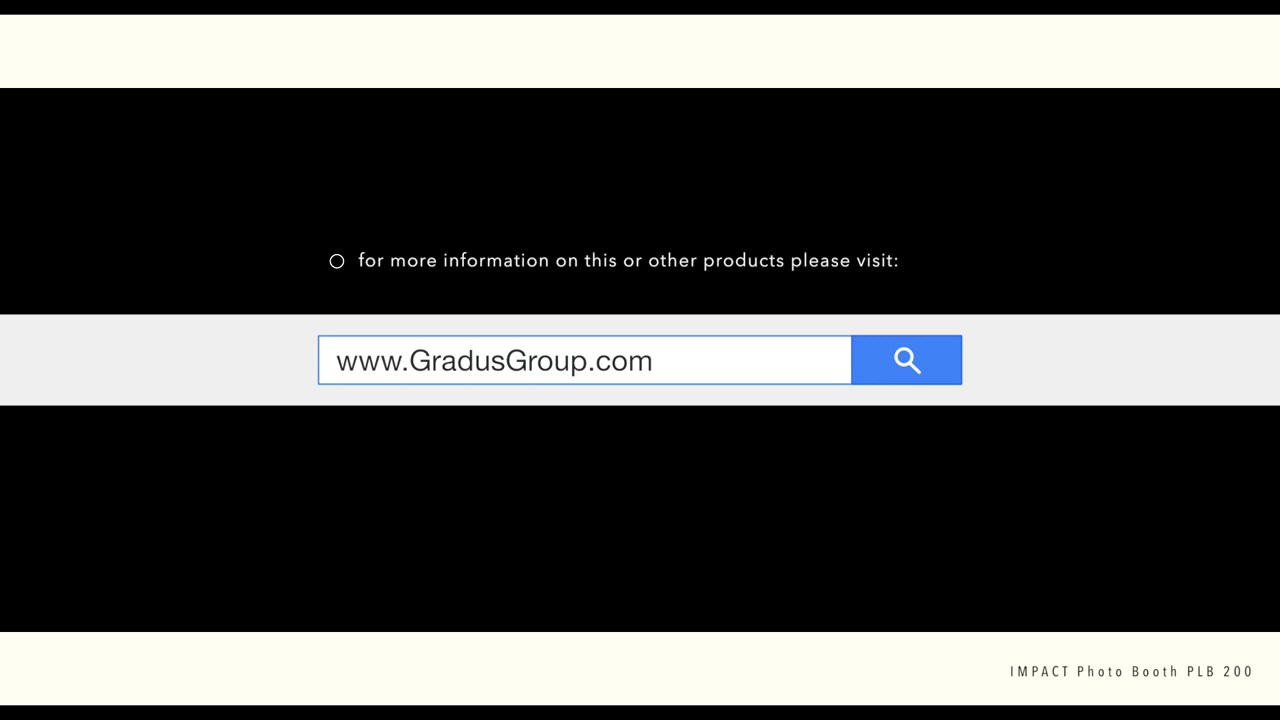 for more information on this or other products please visit:
www.GradusGroup.com
IMPACT Photo Booth PLB 200